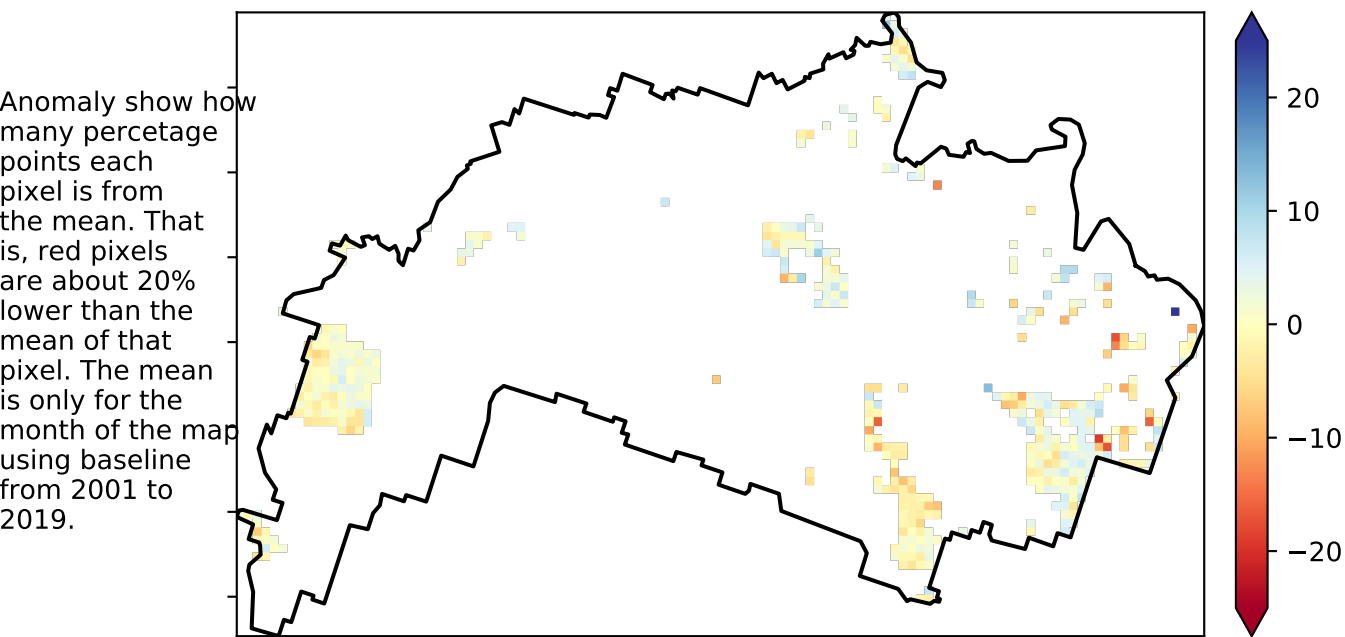 Anomaly show how
many percetage
points each
pixel is from
the mean. That
is, red pixels
are about 20%
lower than the
mean of that
pixel. The mean
is only for the
month of the map
using baseline
from 2001 to
2019.
20
10
0
−10
−20